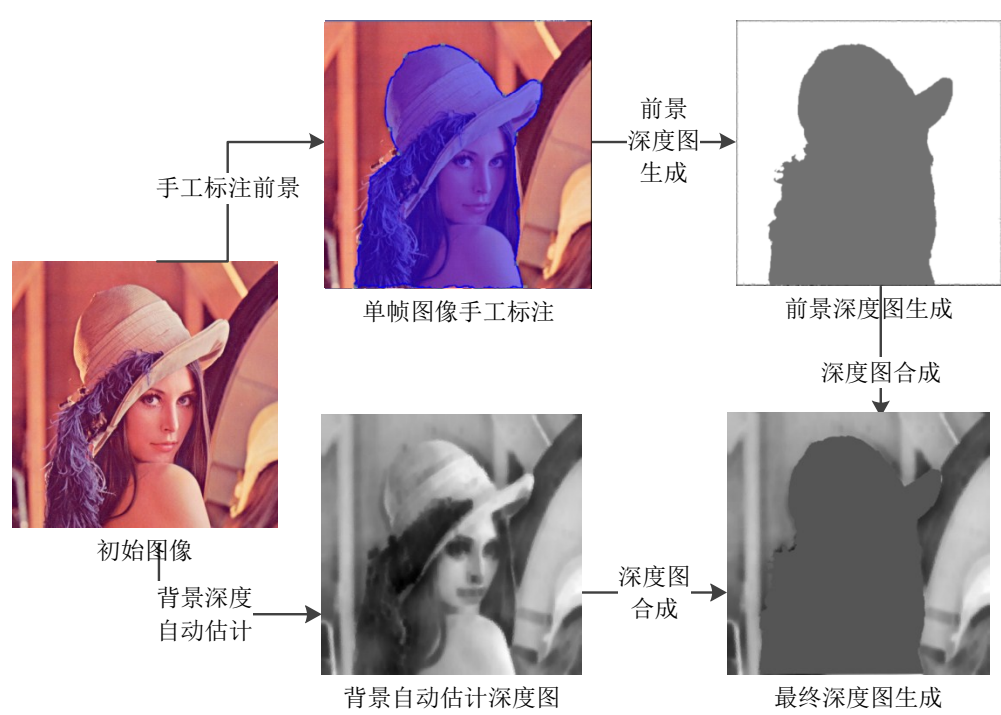 前景
深度图
生成
手工标注前景
单帧图像手工标注
前景深度图生成
深度图合成
初始图像
背景深度
自动估计
深度图
合成
背景自动估计深度图
最终深度图生成